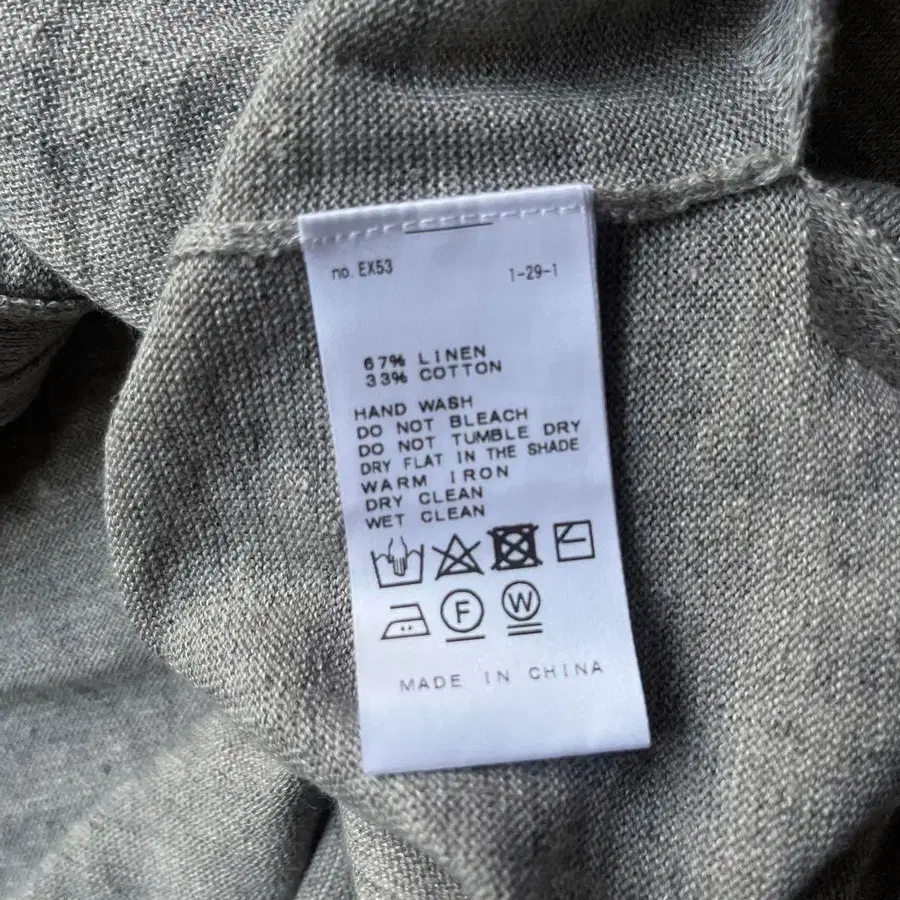 no. EX53 1-29-1
67% LINEN
33% COTTON
HAND WASH
DO NOT BLEACH
DO NOT TUMBLE DRY
DRY FLAT IN THE SHADE
WARM IRON
DRY CLEAN
WET CLEAN
F W
MADE IN CHINA